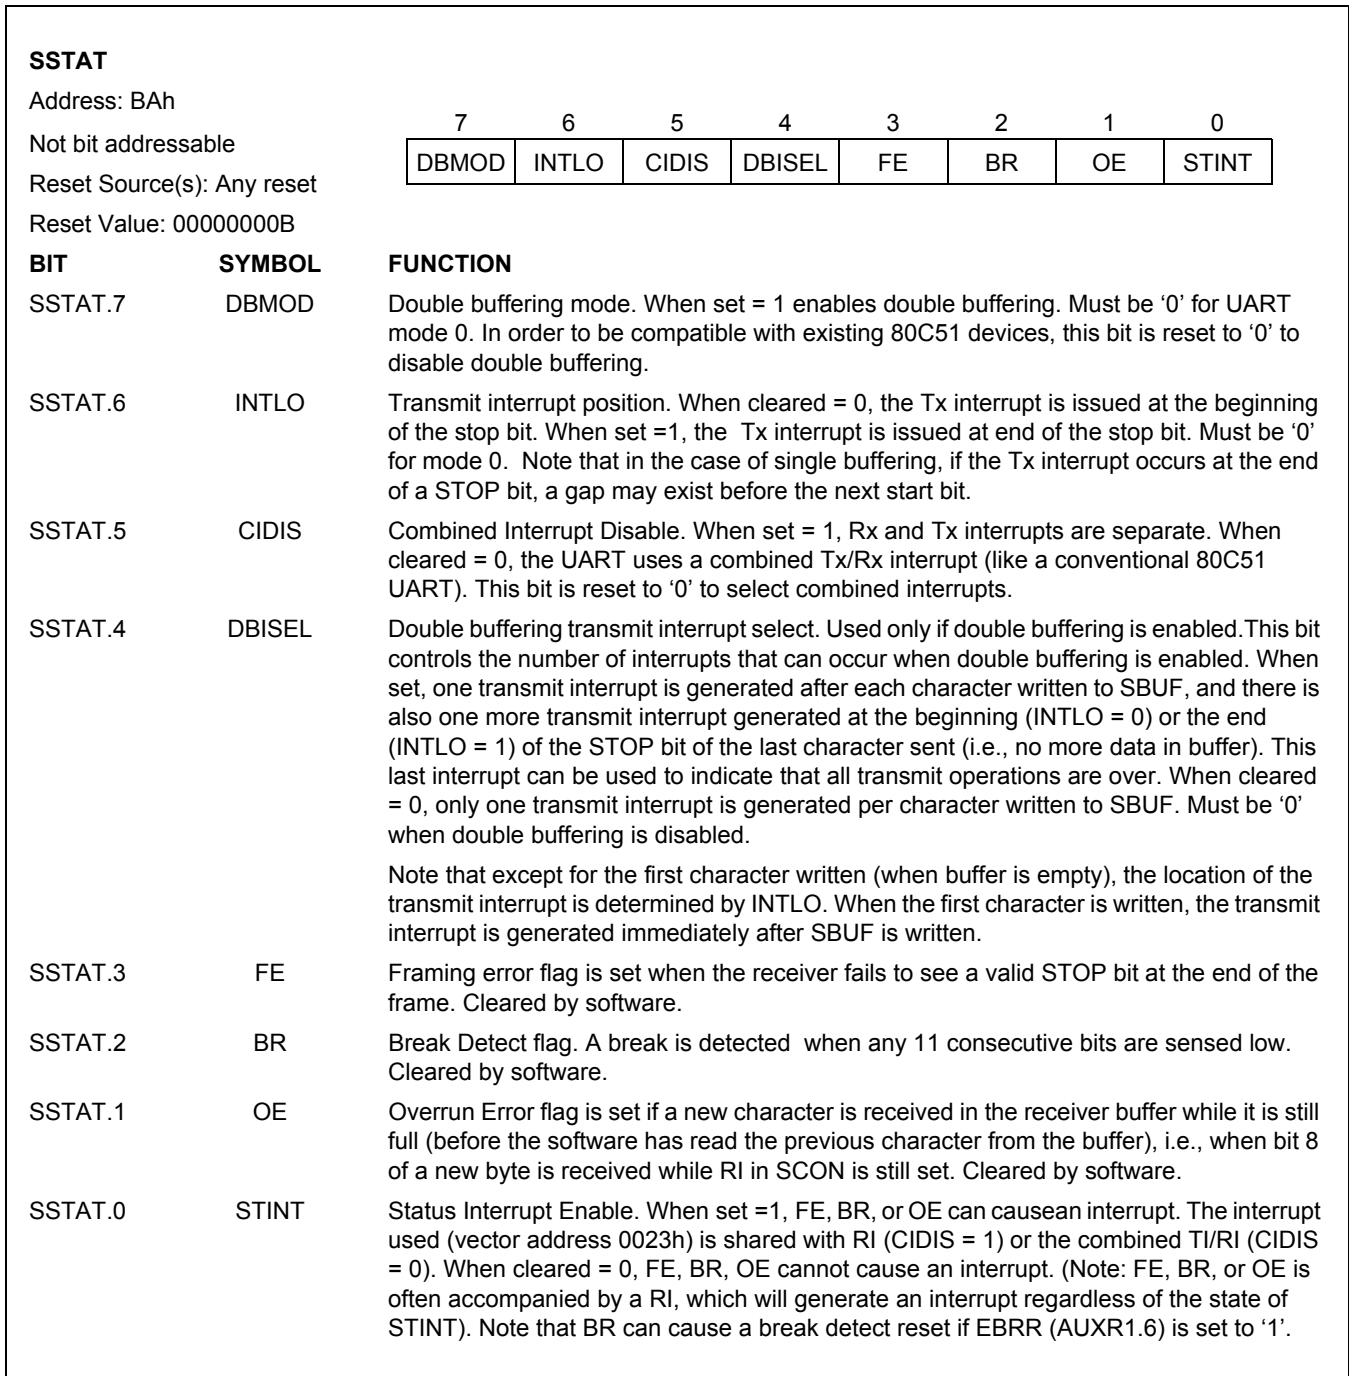 SSTAT
Address: BAh
Not bit addressable
Reset Source(s): Any reset
Reset Value: 00000000B
7 6 5 4 3 2 1 0
DBMOD INTLO CIDIS DBISEL FE BR OE STINT
BIT SYMBOL FUNCTION
SSTAT.7 DBMOD Double buffering mode. When set = 1 enables double buffering. Must be ‘0’ for UART
mode 0. In order to be compatible with existing 80C51 devices, this bit is reset to ‘0’ to
disable double buffering.
SSTAT.6 INTLO Transmit interrupt position. When cleared = 0, the Tx interrupt is issued at the beginning
of the stop bit. When set =1, the Tx interrupt is issued at end of the stop bit. Must be ‘0’
for mode 0. Note that in the case of single buffering, if the Tx interrupt occurs at the end
of a STOP bit, a gap may exist before the next start bit.
SSTAT.5 CIDIS Combined Interrupt Disable. When set = 1, Rx and Tx interrupts are separate. When
cleared = 0, the UART uses a combined Tx/Rx interrupt (like a conventional 80C51
UART). This bit is reset to ‘0’ to select combined interrupts.
SSTAT.4 DBISEL Double buffering transmit interrupt select. Used only if double buffering is enabled.This bit
controls the number of interrupts that can occur when double buffering is enabled. When
set, one transmit interrupt is generated after each character written to SBUF, and there is
also one more transmit interrupt generated at the beginning (INTLO = 0) or the end
(INTLO = 1) of the STOP bit of the last character sent (i.e., no more data in buffer). This
last interrupt can be used to indicate that all transmit operations are over. When cleared
= 0, only one transmit interrupt is generated per character written to SBUF. Must be ‘0’
when double buffering is disabled.
Note that except for the first character written (when buffer is empty), the location of the
transmit interrupt is determined by INTLO. When the first character is written, the transmit
interrupt is generated immediately after SBUF is written.
SSTAT.3 FE Framing error flag is set when the receiver fails to see a valid STOP bit at the end of the
frame. Cleared by software.
SSTAT.2 BR Break Detect flag. A break is detected when any 11 consecutive bits are sensed low.
Cleared by software.
SSTAT.1 OE Overrun Error flag is set if a new character is received in the receiver buffer while it is still
full (before the software has read the previous character from the buffer), i.e., when bit 8
of a new byte is received while RI in SCON is still set. Cleared by software.
SSTAT.0 STINT Status Interrupt Enable. When set =1, FE, BR, or OE can causean interrupt. The interrupt
used (vector address 0023h) is shared with RI (CIDIS = 1) or the combined TI/RI (CIDIS
= 0). When cleared = 0, FE, BR, OE cannot cause an interrupt. (Note: FE, BR, or OE is
often accompanied by a RI, which will generate an interrupt regardless of the state of
STINT). Note that BR can cause a break detect reset if EBRR (AUXR1.6) is set to ‘1’.